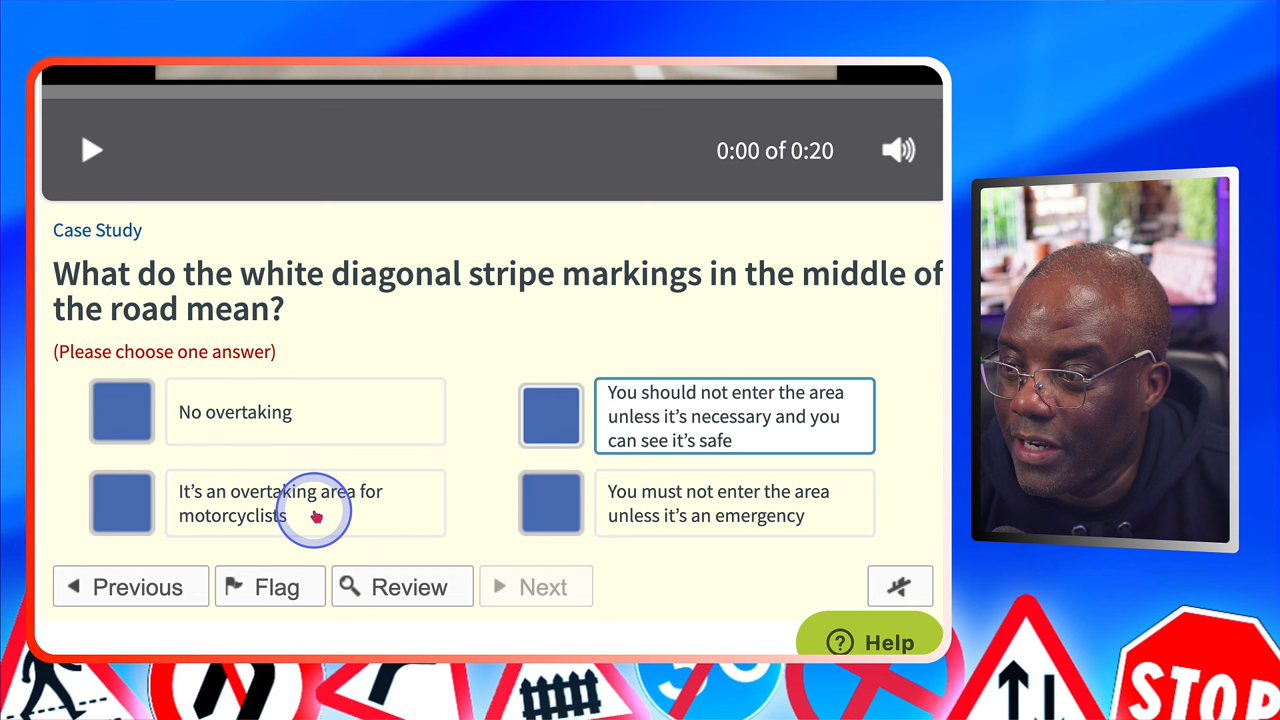 0:00 of 0:20
Case Study
What do the white diagonal stripe markings in the middle of
the road mean?
(Please choose one answer)
No overtaking
You should not enter the area
unless it’s necessary and you
can see it’s safe
It’s an overtaking area for
motorcyclists
You must not enter the area
unless it’s an emergency
Previous
Flag
Review
Next
? Help
STOP